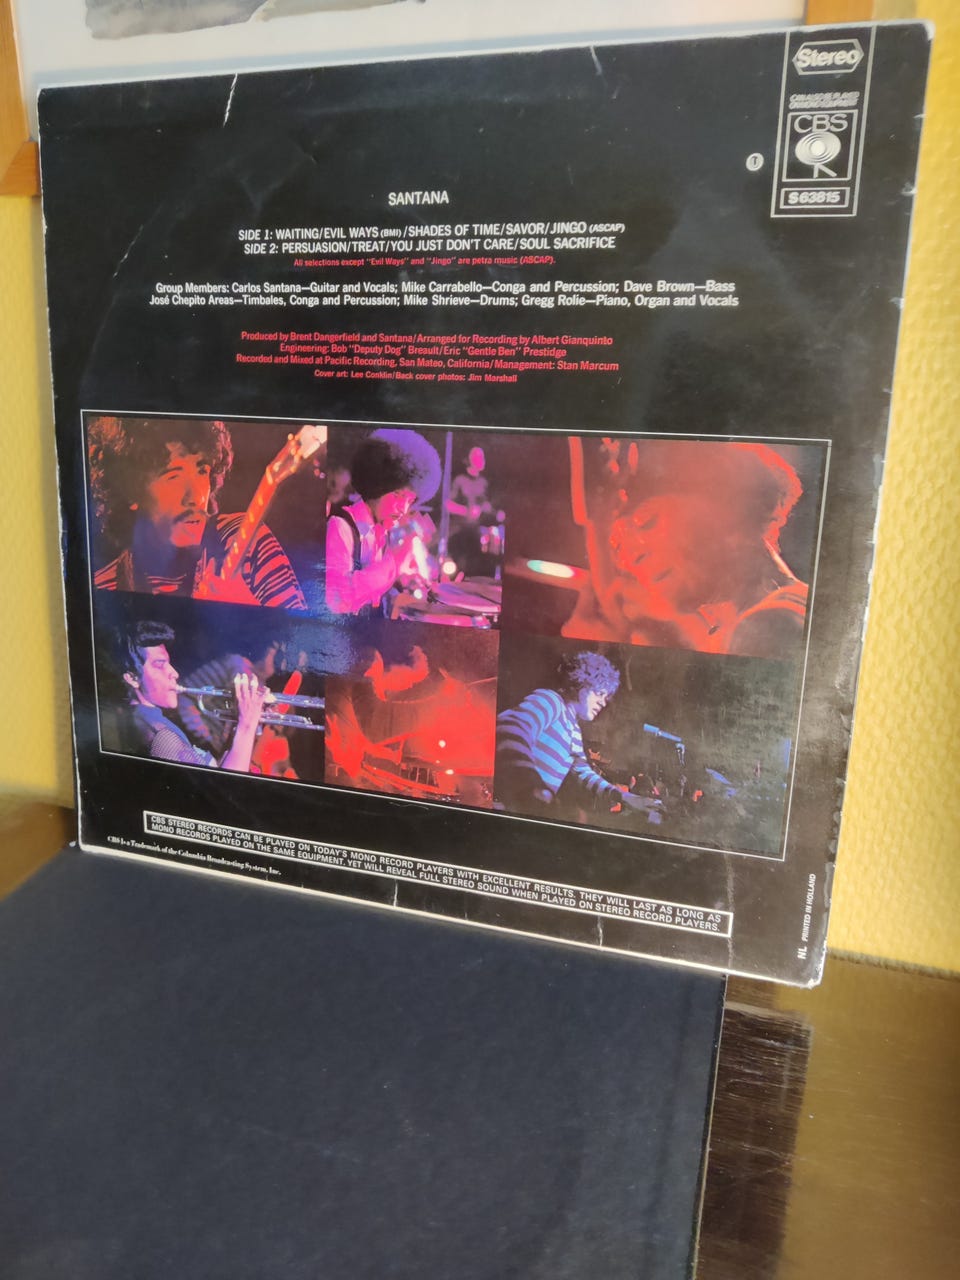 Stereo
CAN ALSO BE PLAYED
ON MONO EQUIPMENT
CBS
S 63815
SANTANA
SIDE 1: WAITING/EVIL WAYS (BMI)/SHADES OF TIME/SAVOR/JINGO (ASCAP)
SIDE 2: PERSUASION/TREAT/YOU JUST DON'T CARE/SOUL SACRIFICE
All selections except "Evil Ways" and "Jingo" are petra music (ASCAP).
Group Members: Carlos Santana—Guitar and Vocals; Mike Carrabello—Conga and Percussion; Dave Brown—Bass
José Chepito Areas—Timbales, Conga and Percussion; Mike Shrieve—Drums; Gregg Rolie—Piano, Organ and Vocals
Produced by Brent Dangerfield and Santana/Arranged for Recording by Albert Gianquinto
Engineering: Bob "Deputy Dog" Breault/Eric "Gentle Ben" Prestidge
Recorded and Mixed at Pacific Recording, San Mateo, California/Management: Stan Marcum
Cover art: Lee Conklin/Back cover photos: Jim Marshall
CBS STEREO RECORDS CAN BE PLAYED ON TODAY'S MONO RECORD PLAYERS WITH EXCELLENT RESULTS. THEY WILL LAST AS LONG AS
MONO RECORDS PLAYED ON THE SAME EQUIPMENT. YET WILL REVEAL FULL STEREO SOUND WHEN PLAYED ON STEREO RECORD PLAYERS.
CBS is a Trademark of the Columbia Broadcasting System, Inc.
NL PRINTED IN HOLLAND